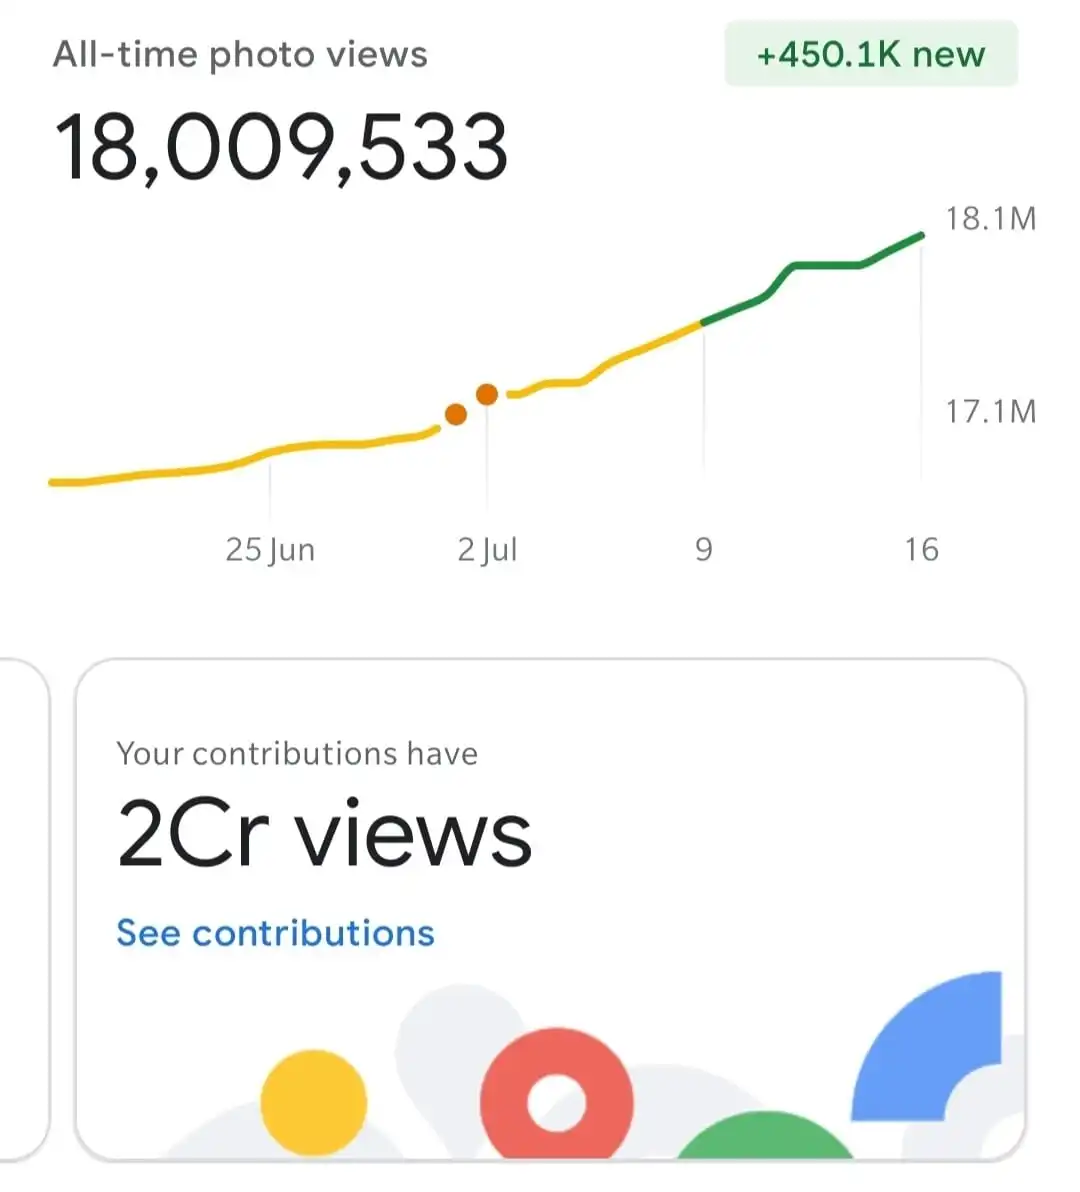 All-time photo views
+450.1K new
18,009,533
18.1M
17.1M
25 Jun 2 Jul 9 16
Your contributions have
2Cr views
See contributions